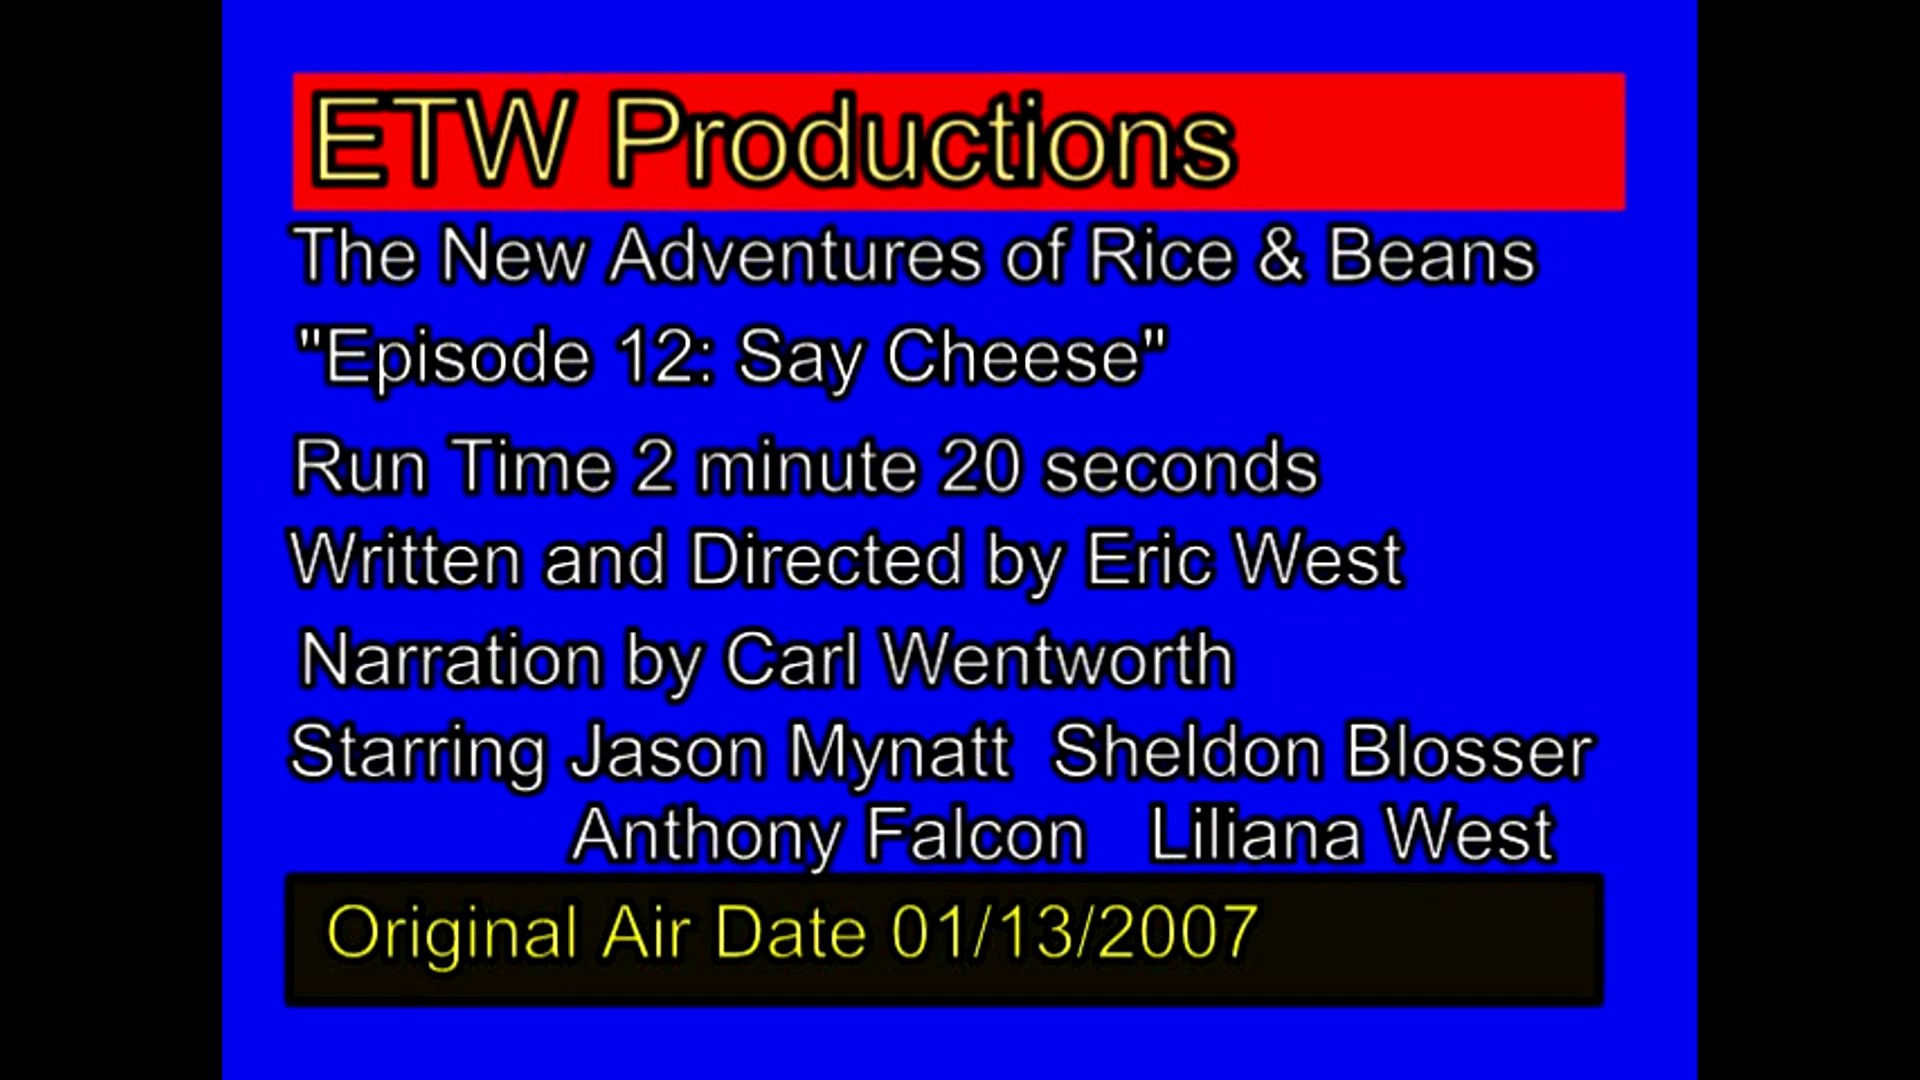 ETW Productions
The New Adventures of Rice & Beans
"Episode 12: Say Cheese"
Run Time 2 minute 20 seconds
Written and Directed by Eric West
Narration by Carl Wentworth
Starring Jason Mynatt  Sheldon Blosser
Anthony Falcon   Liliana West
Original Air Date 01/13/2007